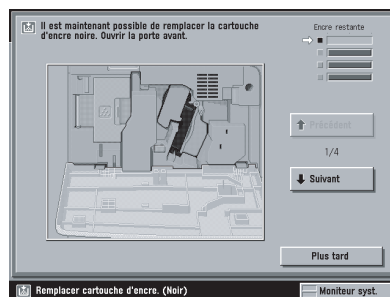 Il est maintenant possible de remplacer la cartouche
d'encre noire. Ouvrir la porte avant.
Encre restante
Précédent
1/4
Suivant
Plus tard
Remplacer cartouche d'encre. (Noir)
Moniteur syst.